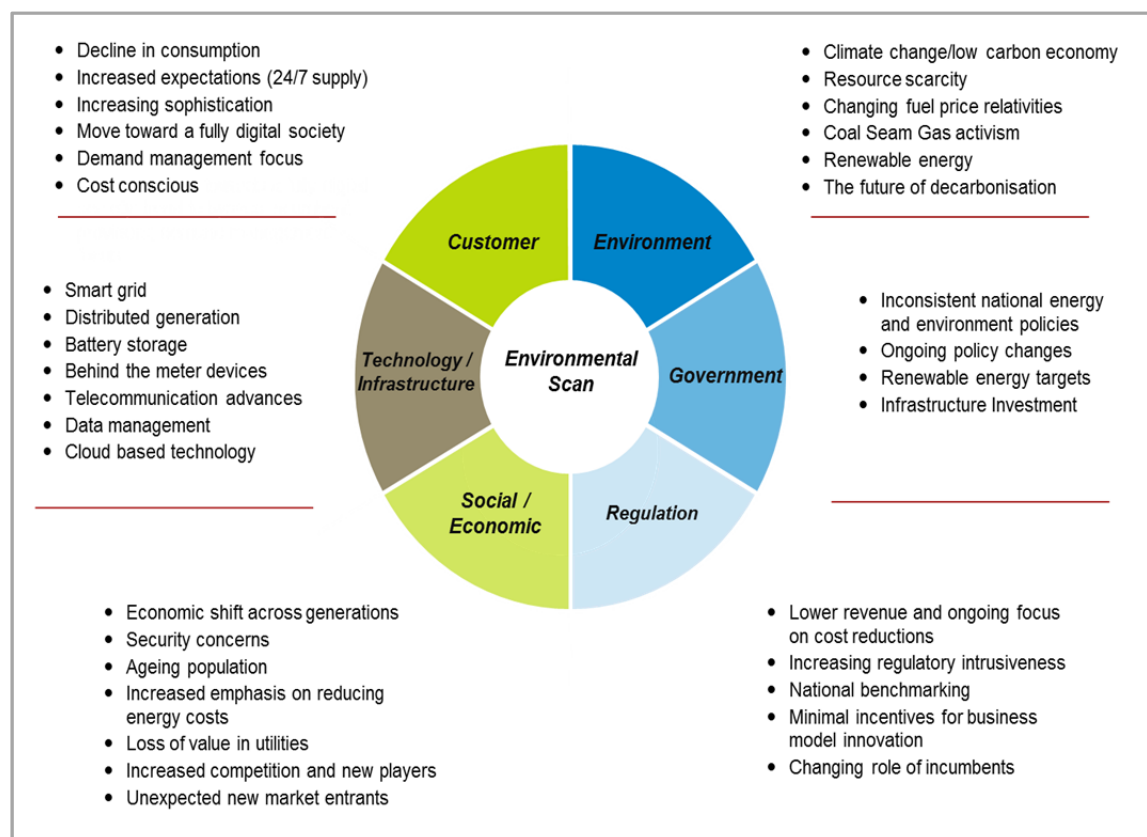 • Decline in consumption
• Increased expectations (24/7 supply)
• Increasing sophistication
• Move toward a fully digital society
• Demand management focus
• Cost conscious
• Climate change/low carbon economy
• Resource scarcity
• Changing fuel price relativities
• Coal Seam Gas activism
• Renewable energy
• The future of decarbonisation
Customer
Environment
• Smart grid
• Distributed generation
• Battery storage
• Behind the meter devices
• Telecommunication advances
• Data management
• Cloud based technology
Technology /
Infrastructure
Environmental
Scan
Government
• Inconsistent national energy
and environment policies
• Ongoing policy changes
• Renewable energy targets
• Infrastructure Investment
Social /
Economic
Regulation
• Economic shift across generations
• Security concerns
• Ageing population
• Increased emphasis on reducing
energy costs
• Loss of value in utilities
• Increased competition and new players
• Unexpected new market entrants
• Lower revenue and ongoing focus
on cost reductions
• Increasing regulatory intrusiveness
• National benchmarking
• Minimal incentives for business
model innovation
• Changing role of incumbents